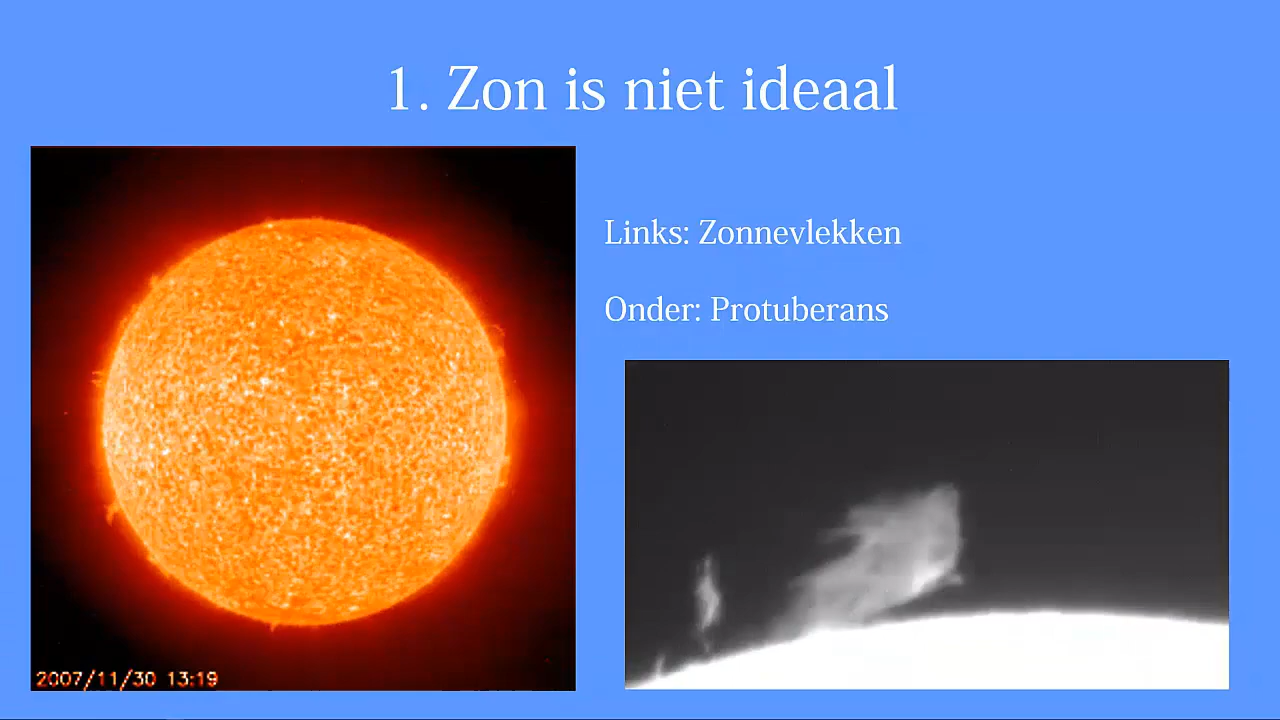 1. Zon is niet ideaal
Links: Zonnevlekken
Onder: Protuberans
2007/11/30 13:19